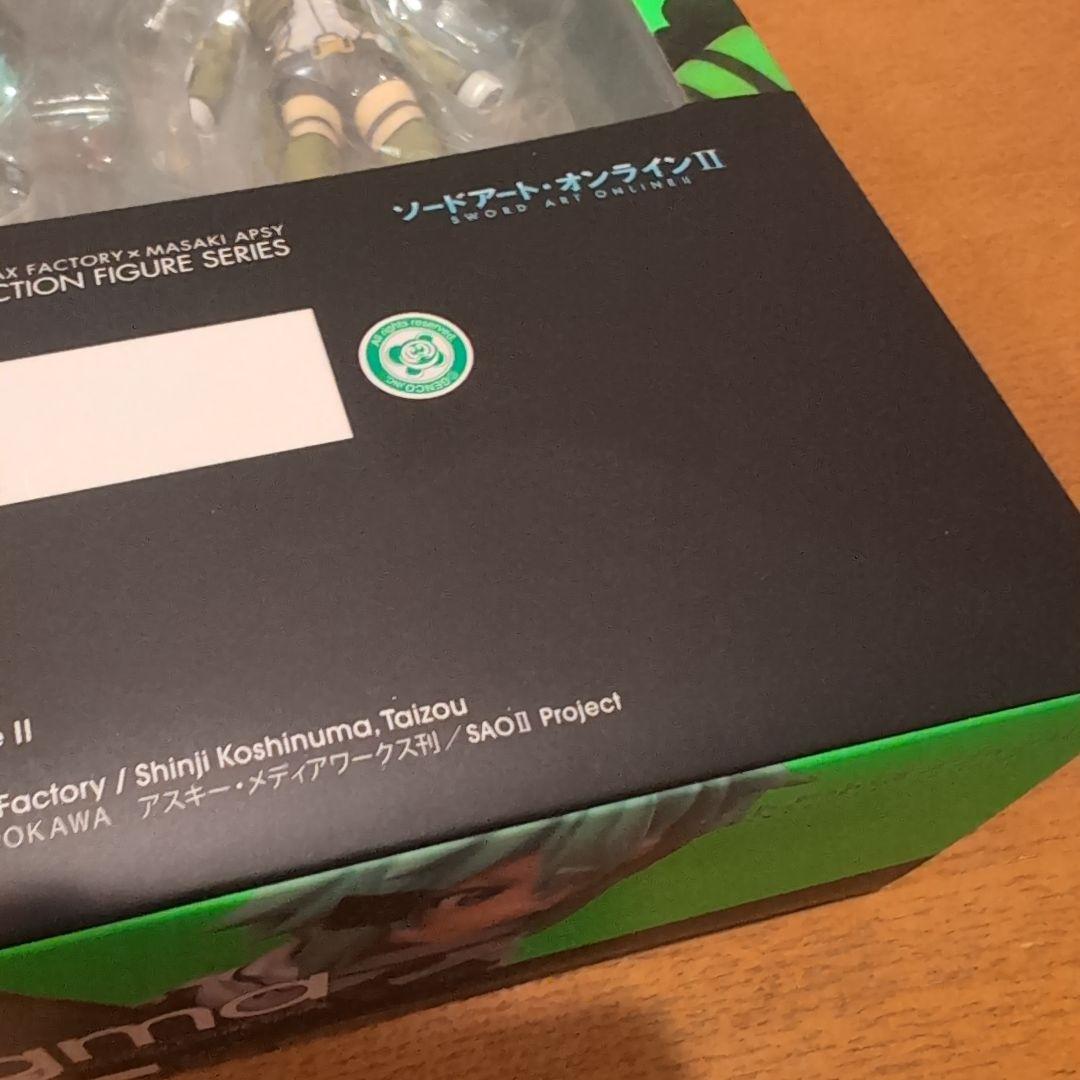 ソードアート・オンラインⅡ
SWORD ART ONLINE Ⅱ
AX FACTORY×MASAKI APSY
CTION FIGURE SERIES
All rights reserved.
©GENCO,INC.
e II
Factory / Shinji Koshinuma,Taizou
OKAWA アスキー・メディアワークス刊／SAOⅡ Project
gma